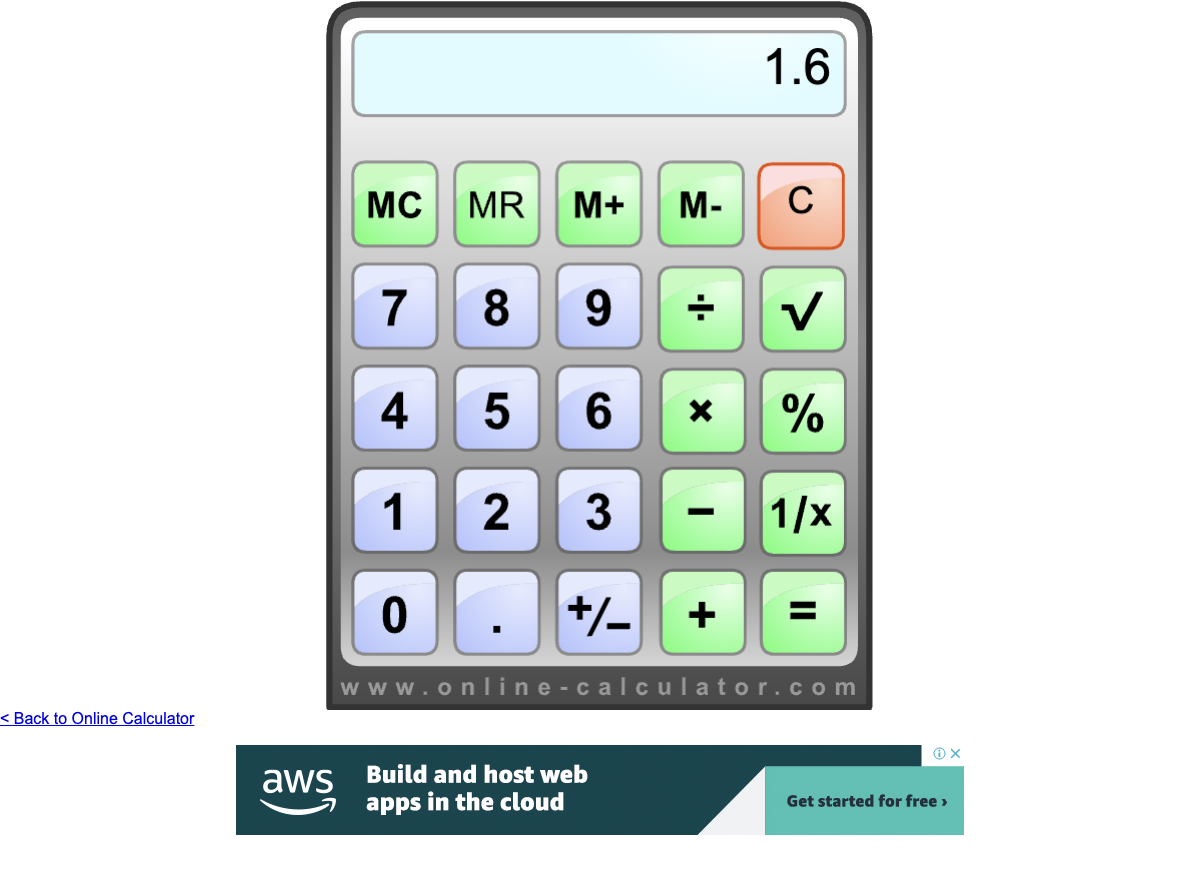 1.6
MC MR M+ M- C
7 8 9 ÷ √
4 5 6 × %
1 2 3 − 1/x
0 . +/− + =
www.online-calculator.com
< Back to Online Calculator
aws
Build and host web
apps in the cloud
Get started for free ›